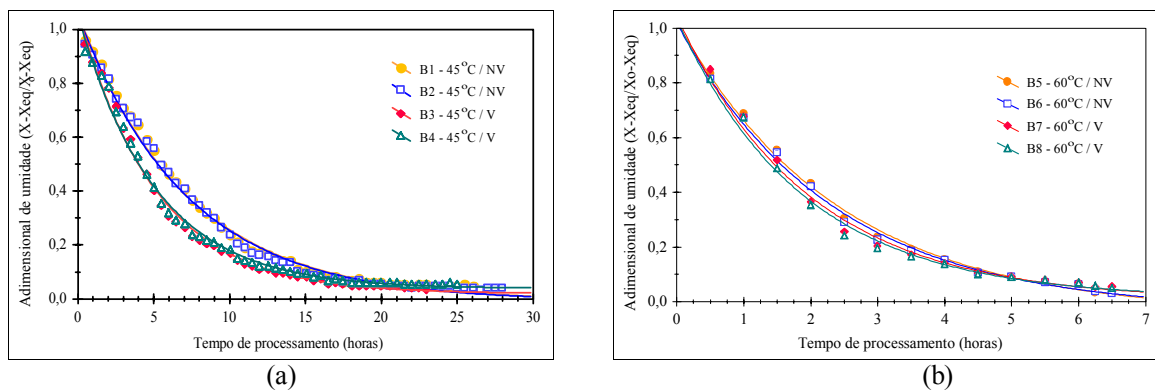 1,0
0,8
0,6
0,4
0,2
0,0
Adimensional de umidade (X-Xeq/X-Xeq)
B1 - 45°C / NV
B2 - 45°C / NV
B3 - 45°C / V
B4 - 45°C / V
0 5 10 15 20 25 30
Tempo de processamento (horas)
(a)
1,0
0,8
0,6
0,4
0,2
0,0
Adimensional de umidade (X-Xeq/Xo-Xeq)
B5 - 60°C / NV
B6 - 60°C / NV
B7 - 60°C / V
B8 - 60°C / V
0 1 2 3 4 5 6 7
Tempo de processamento (horas)
(b)